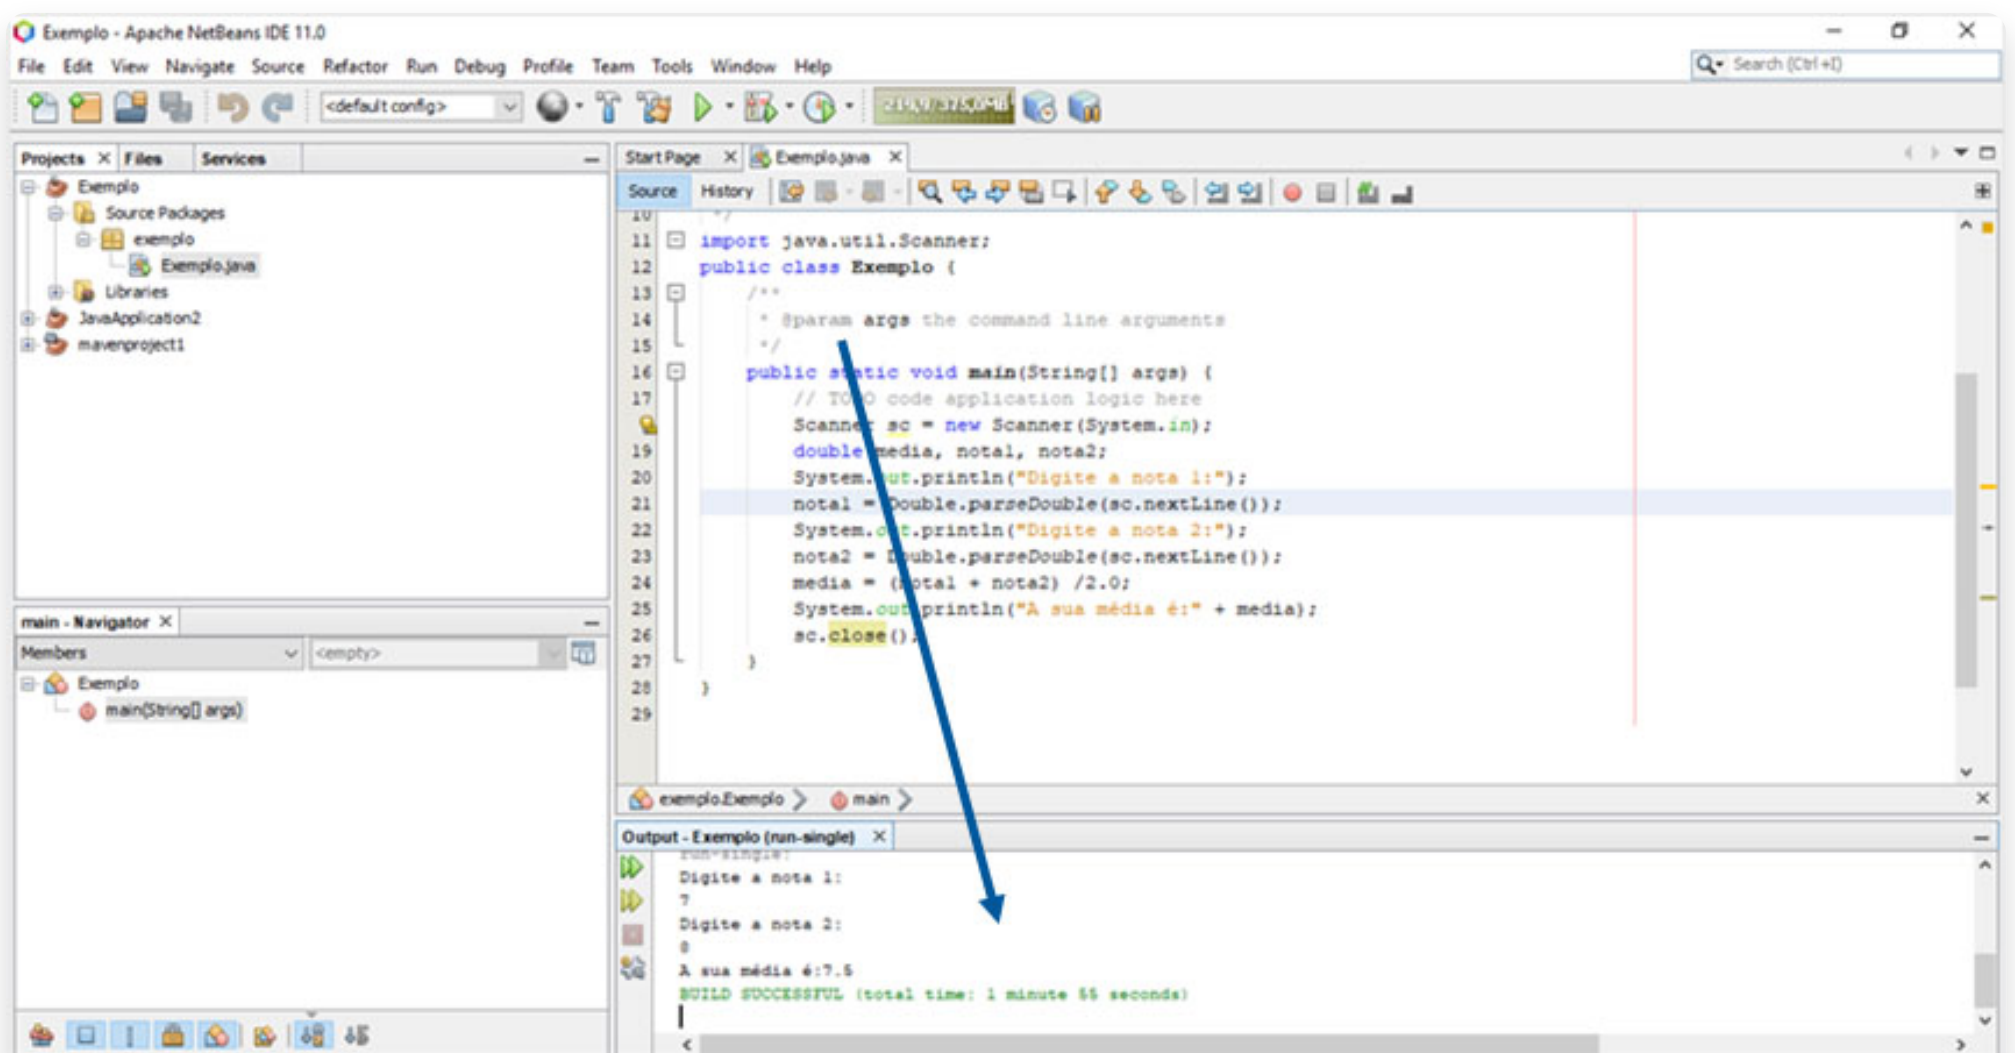 Exemplo - Apache NetBeans IDE 11.0
File Edit View Navigate Source Refactor Run Debug Profile Team Tools Window Help
Search (Ctrl+I)
<default config>
Projects Files Services
Exemplo
Source Packages
exemplo
Exemplo.java
Libraries
JavaApplication2
mavenproject1
main - Navigator
Members <empty>
Exemplo
main(String[] args)
Start Page Exemplo.java
Source History
10 */
11 import java.util.Scanner;
12 public class Exemplo {
13 /**
14 * @param args the command line arguments
15 */
16 public static void main(String[] args) {
17 // TODO code application logic here
Scanner sc = new Scanner(System.in);
19 double media, nota1, nota2;
20 System.out.println("Digite a nota 1:");
21 nota1 = Double.parseDouble(sc.nextLine());
22 System.out.println("Digite a nota 2:");
23 nota2 = Double.parseDouble(sc.nextLine());
24 media = (nota1 + nota2) /2.0;
25 System.out.println("A sua média é:" + media);
26 sc.close();
27 }
28 }
29
exemplo.Exemplo main
Output - Exemplo (run-single)
run-single:
Digite a nota 1:
7
Digite a nota 2:
8
A sua média é:7.5
BUILD SUCCESSFUL (total time: 1 minute 55 seconds)